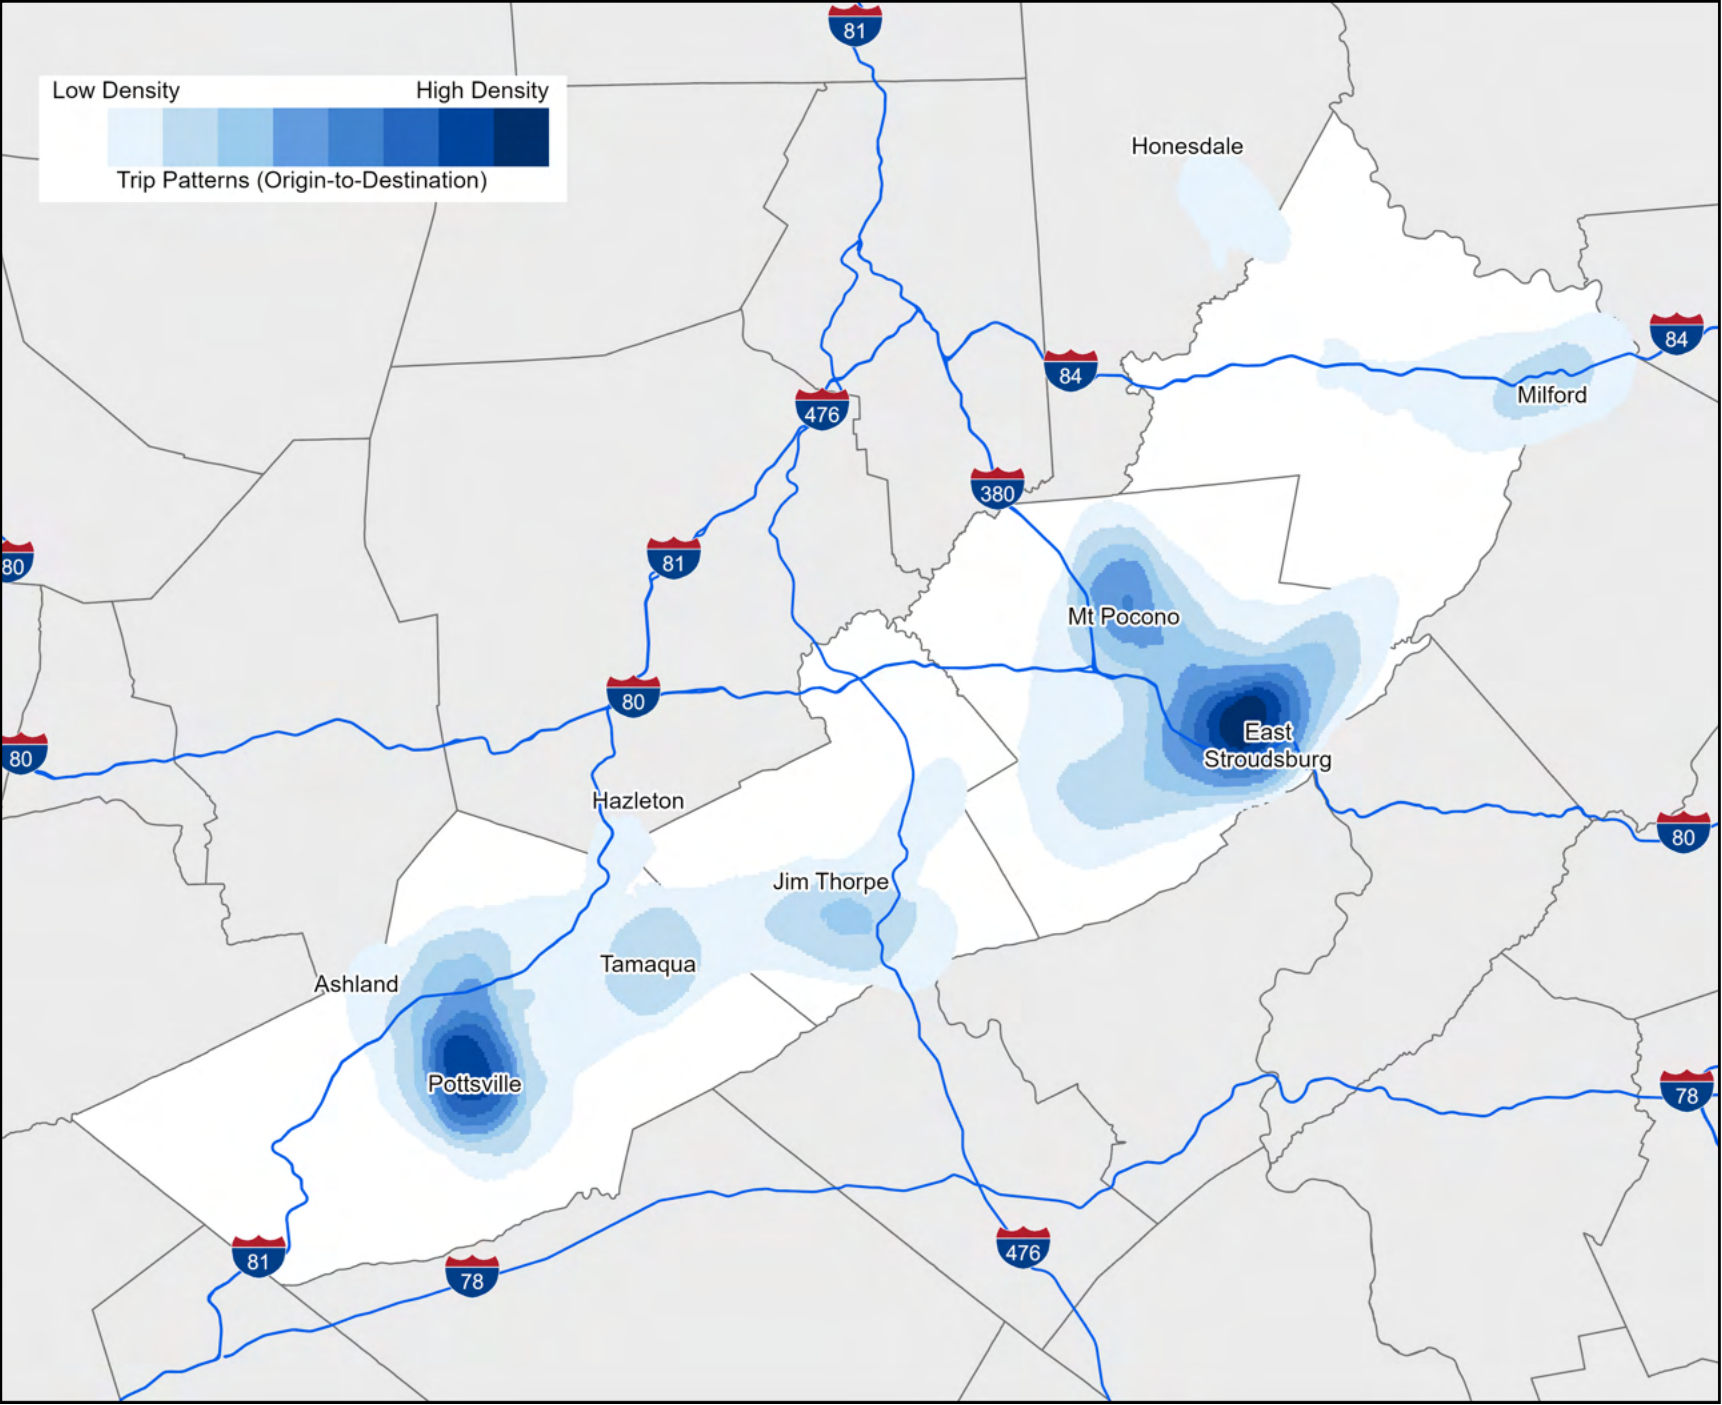 81
Low Density High Density
Trip Patterns (Origin-to-Destination)
Honesdale
84
84
Milford
476
380
80
81
Mt Pocono
80
East
Stroudsburg
80
Hazleton
80
Jim Thorpe
Tamaqua
Ashland
Pottsville
78
476
81
78